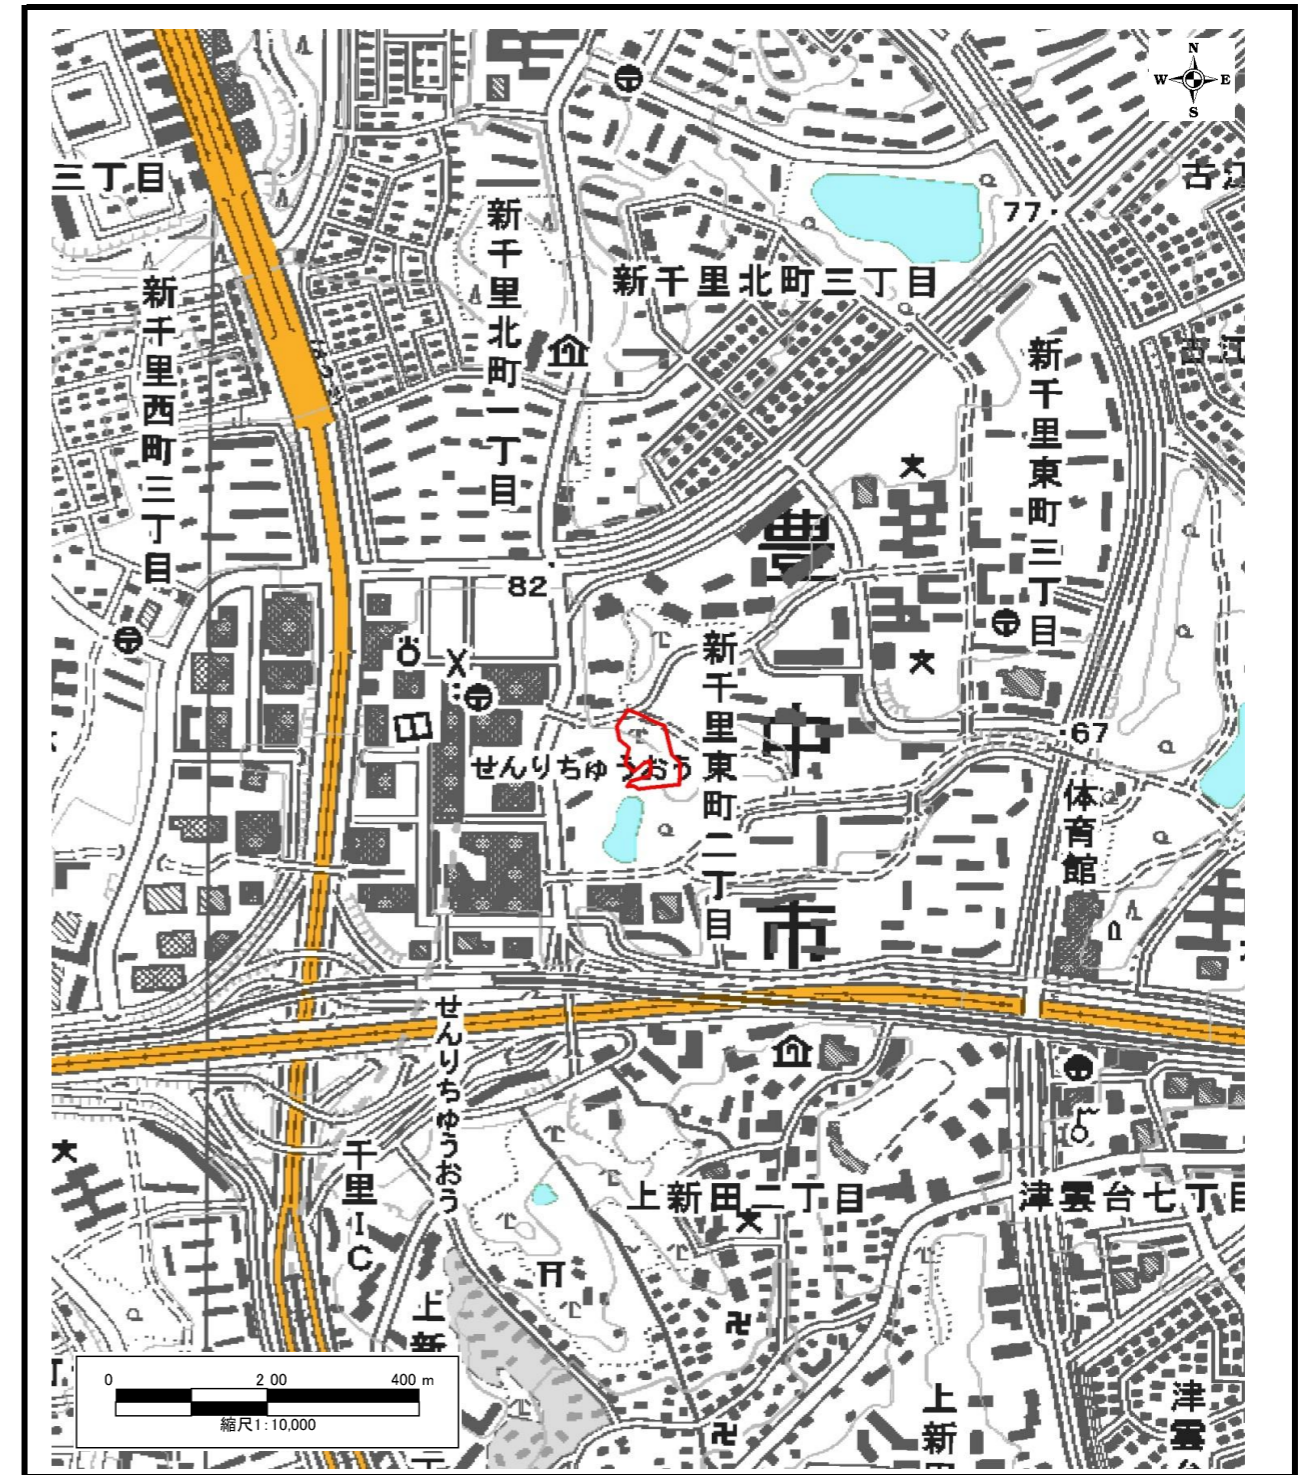 N
W E
S
三丁目
古江
77
新千里北町一丁目
新千里北町三丁目
新千里西町三丁目
新千里東町三丁目
古江
豊中市
82
新千里東町二丁目
67
せんりちゅうおう
体育館
せんりちゅうおう
千里IC
上新田二丁目
津雲台七丁目
上新
上新田
津雲台
0 200 400 m
縮尺1:10,000